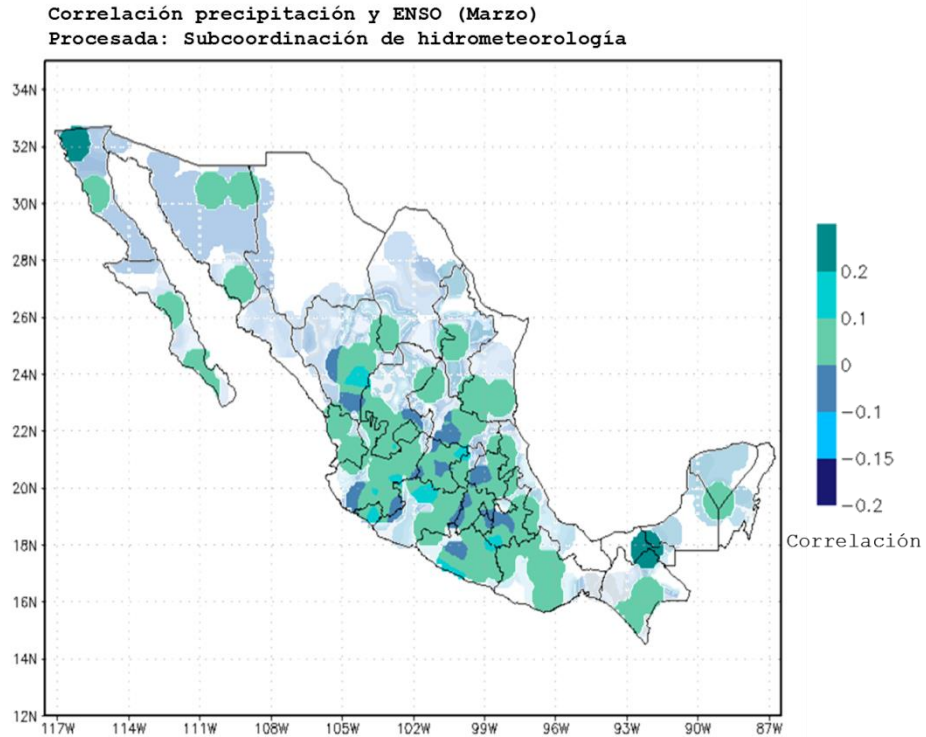 Correlación precipitación y ENSO (Marzo)
Procesada: Subcoordinación de hidrometeorología
34N
32N
30N
28N
26N
24N
22N
20N
18N
16N
14N
12N
117W 114W 111W 108W 105W 102W 99W 96W 93W 90W 87W
0.2
0.1
0
−0.1
−0.15
−0.2
Correlación